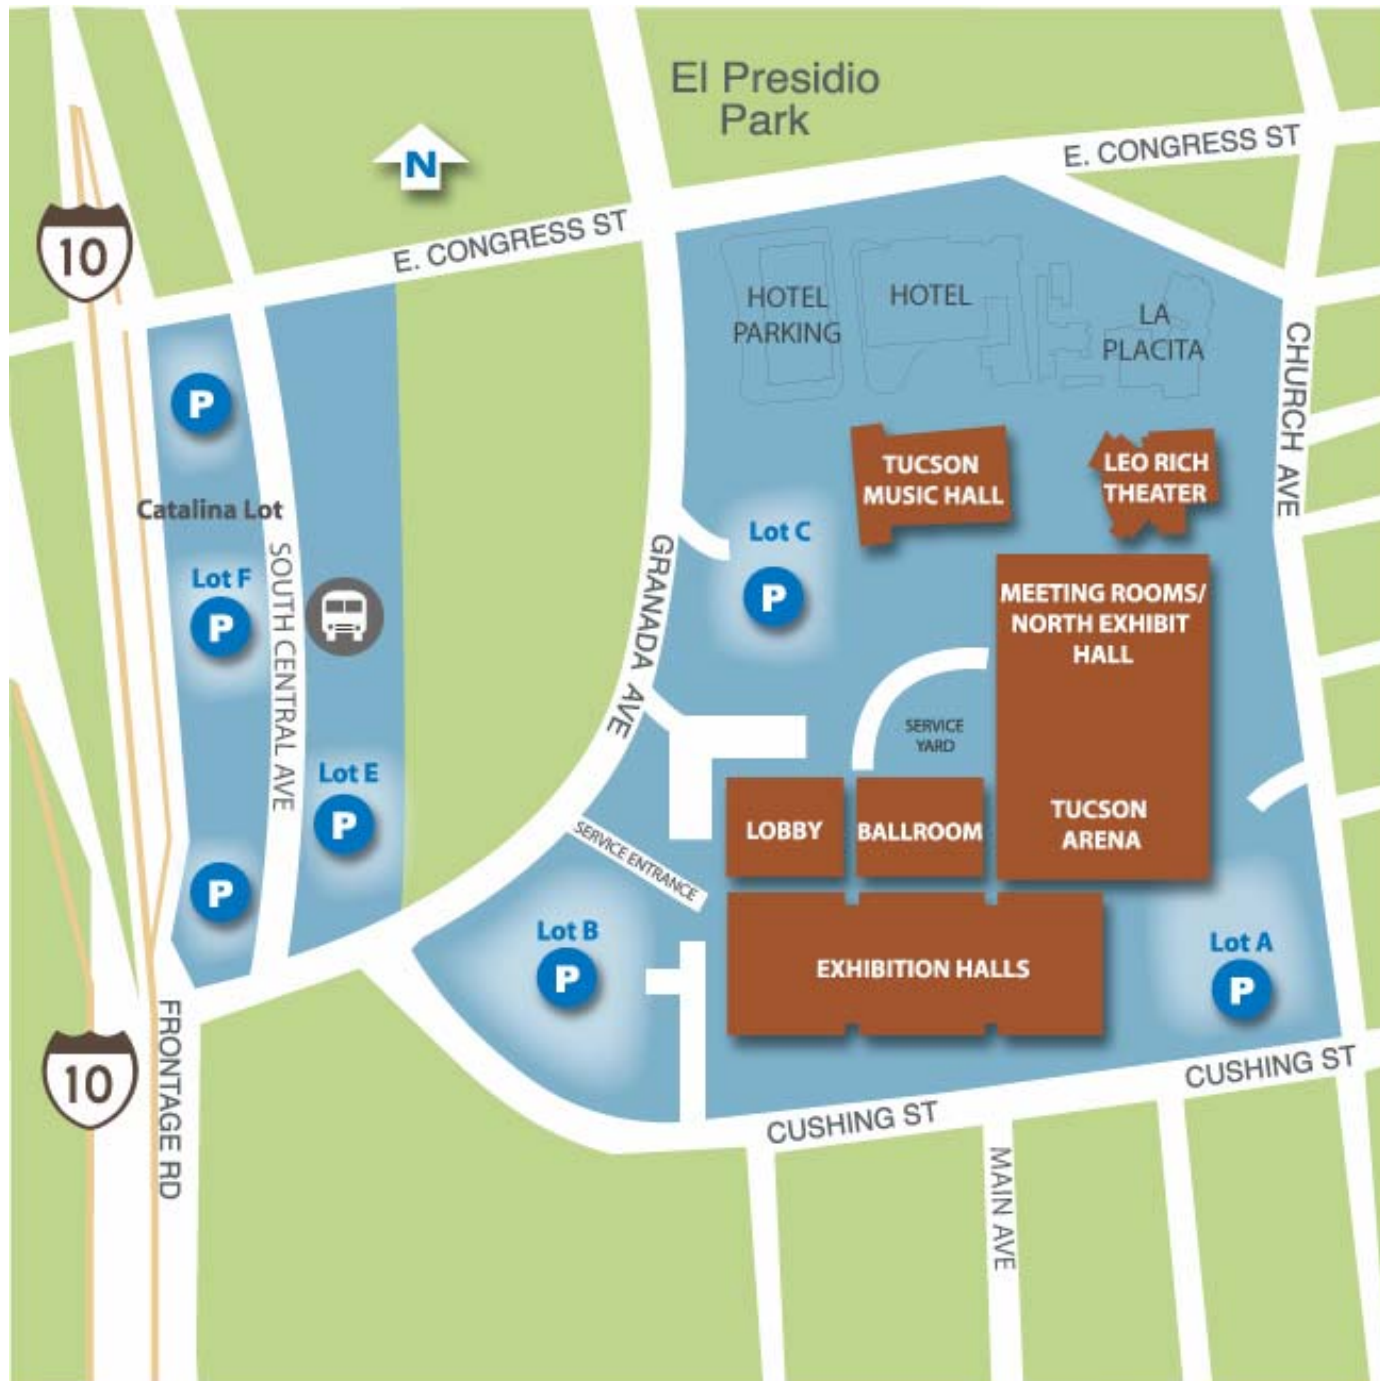 El Presidio
Park
E. CONGRESS ST
N
E. CONGRESS ST
10
HOTEL
PARKING
HOTEL
LA
PLACITA
CHURCH AVE
P
TUCSON
MUSIC HALL
LEO RICH
THEATER
Catalina Lot
Lot C
P
GRANADA AVE
SOUTH CENTRAL AVE
Lot F
P
MEETING ROOMS/
NORTH EXHIBIT
HALL
SERVICE
YARD
Lot E
P
LOBBY
BALLROOM
TUCSON
ARENA
SERVICE ENTRANCE
P
Lot B
P
EXHIBITION HALLS
Lot A
P
10
FRONTAGE RD
CUSHING ST
CUSHING ST
MAIN AVE